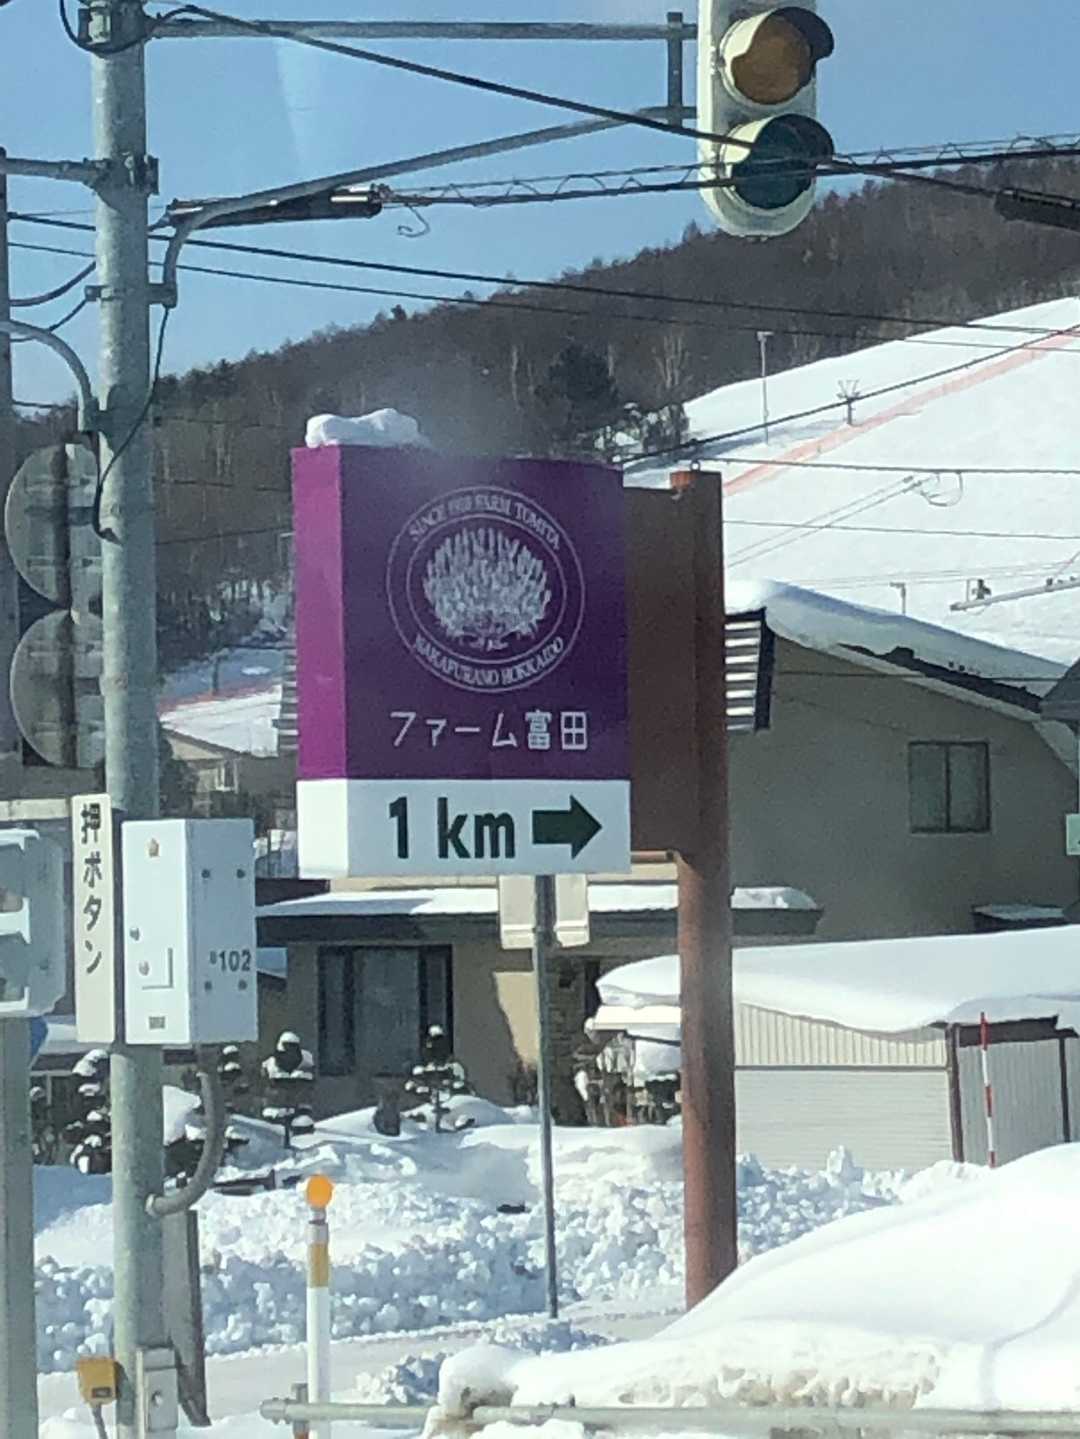 SINCE 1903 FARM TOMITA
NAKAFURANO HOKKAIDO
ファーム富田
1 km
押ボタン
102